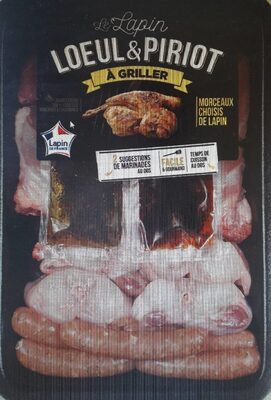 Le Lapin
LOEUL & PIRIOT
À GRILLER
MORCEAUX
CHOISIS
DE LAPIN
Lapin
DE FRANCE
2 SUGGESTIONS
DE MARINADES
AU DOS
FACILE
& GOURMAND
TEMPS DE
CUISSON
AU DOS